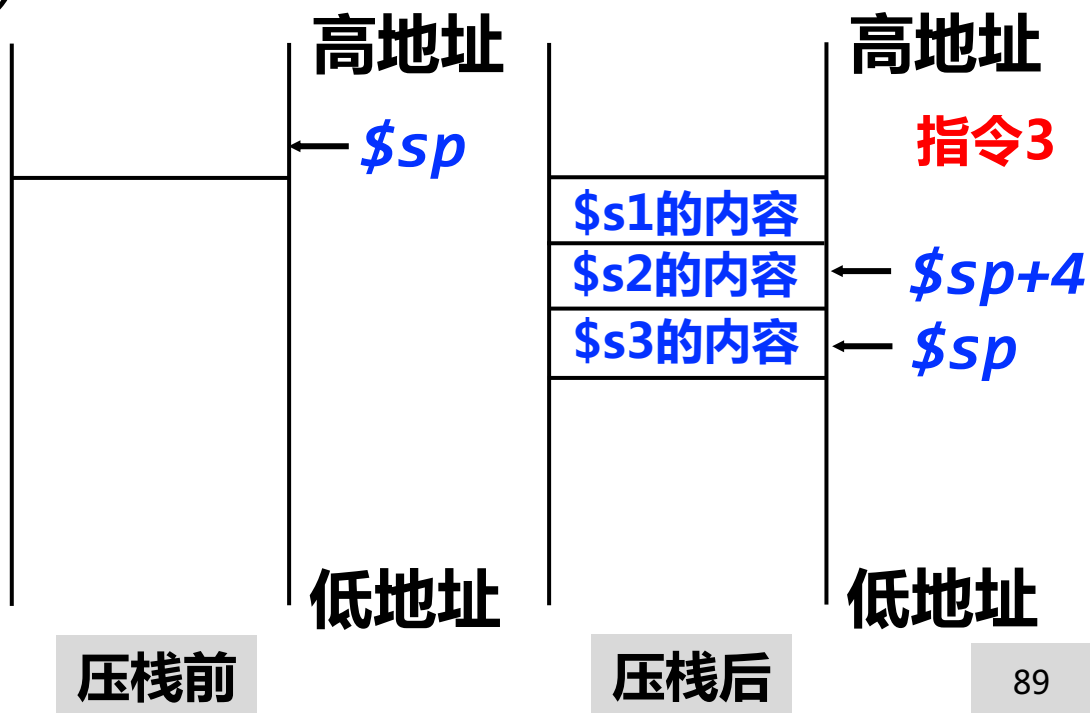 高地址
$sp
低地址
压栈前
高地址
指令3
$s1的内容
$s2的内容
$sp+4
$s3的内容
$sp
低地址
压栈后
89